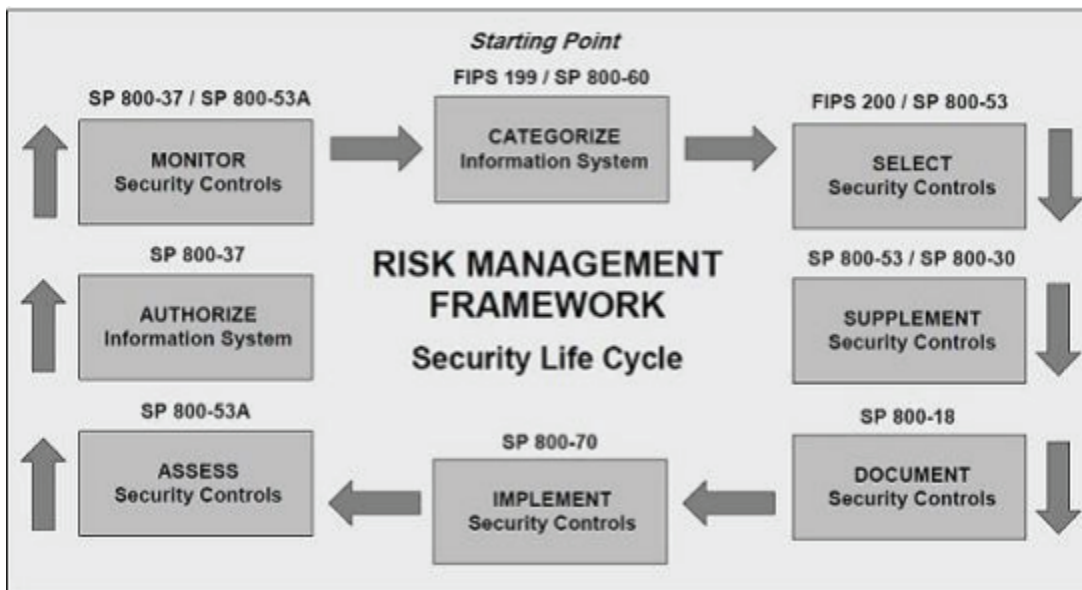 Starting Point
FIPS 199 / SP 800-60
CATEGORIZE
Information System
FIPS 200 / SP 800-53
SELECT
Security Controls
SP 800-53 / SP 800-30
SUPPLEMENT
Security Controls
SP 800-18
DOCUMENT
Security Controls
SP 800-70
IMPLEMENT
Security Controls
SP 800-53A
ASSESS
Security Controls
SP 800-37
AUTHORIZE
Information System
SP 800-37 / SP 800-53A
MONITOR
Security Controls
RISK MANAGEMENT
FRAMEWORK
Security Life Cycle